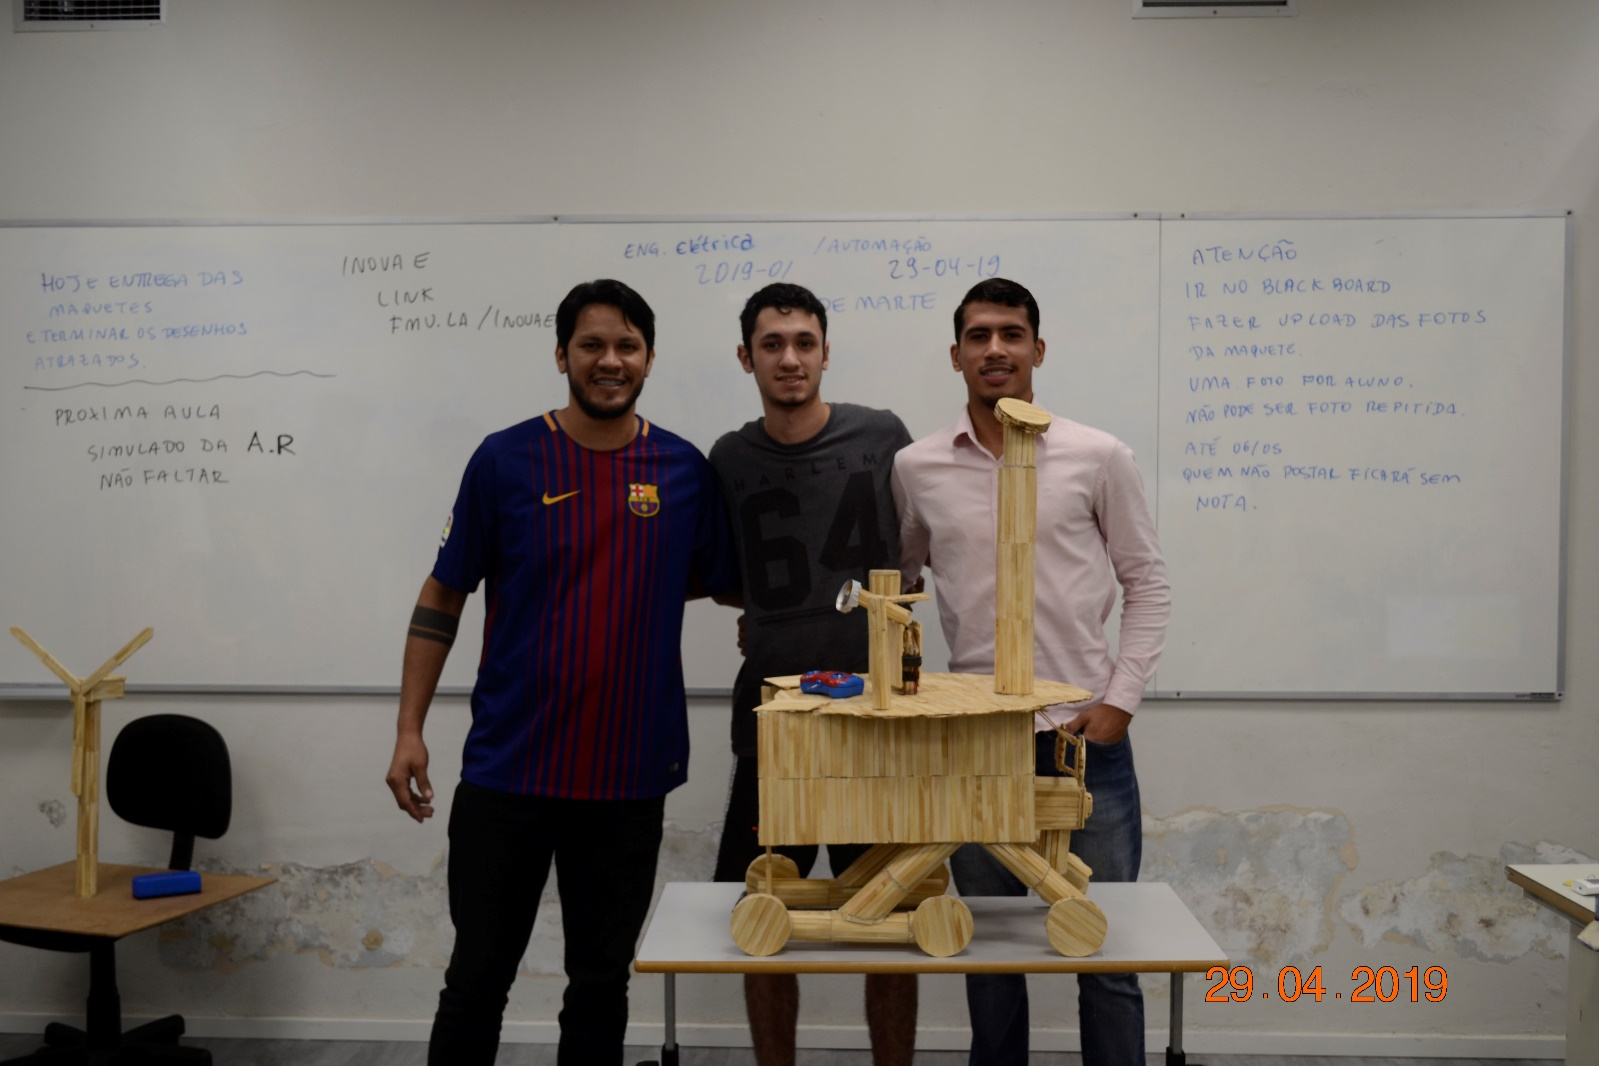 HOJE ENTREGA DAS
MAQUETES
E TERMINAR OS DESENHOS
ATRAZADOS.
PROXIMA AULA
SIMULADO DA A.R
NÃO FALTAR
INOVA E
LINK
FMU.LA/INOVAE
ENG. Elétrica /AUTOMAÇÃO
2019-01 29-04-19
DE MARTE
ATENÇÃO
IR NO BLACKBOARD
FAZER UPLOAD DAS FOTOS
DA MAQUETE.
UMA FOTO POR ALUNO.
NÃO PODE SER FOTO REPITIDA.
ATÉ 06/05
QUEM NÃO POSTAR FICARÁ SEM
NOTA.
HARLEM
64
29.04.2019